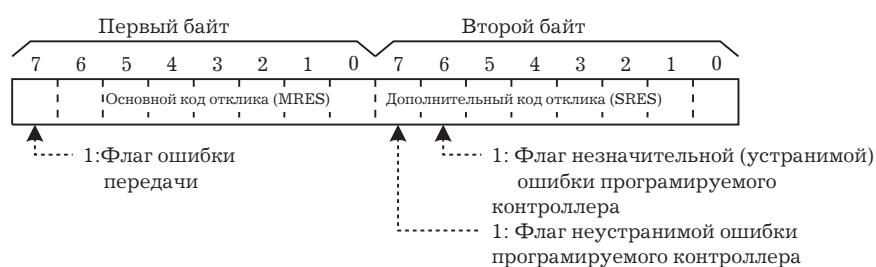 Первый байт
Второй байт
7 6 5 4 3 2 1 0 7 6 5 4 3 2 1 0
Основной код отклика (MRES)
Дополнительный код отклика (SRES)
1:Флаг ошибки
передачи
1: Флаг незначительной (устранимой)
ошибки програмируемого
контроллера
1: Флаг неустранимой ошибки
програмируемого контроллера